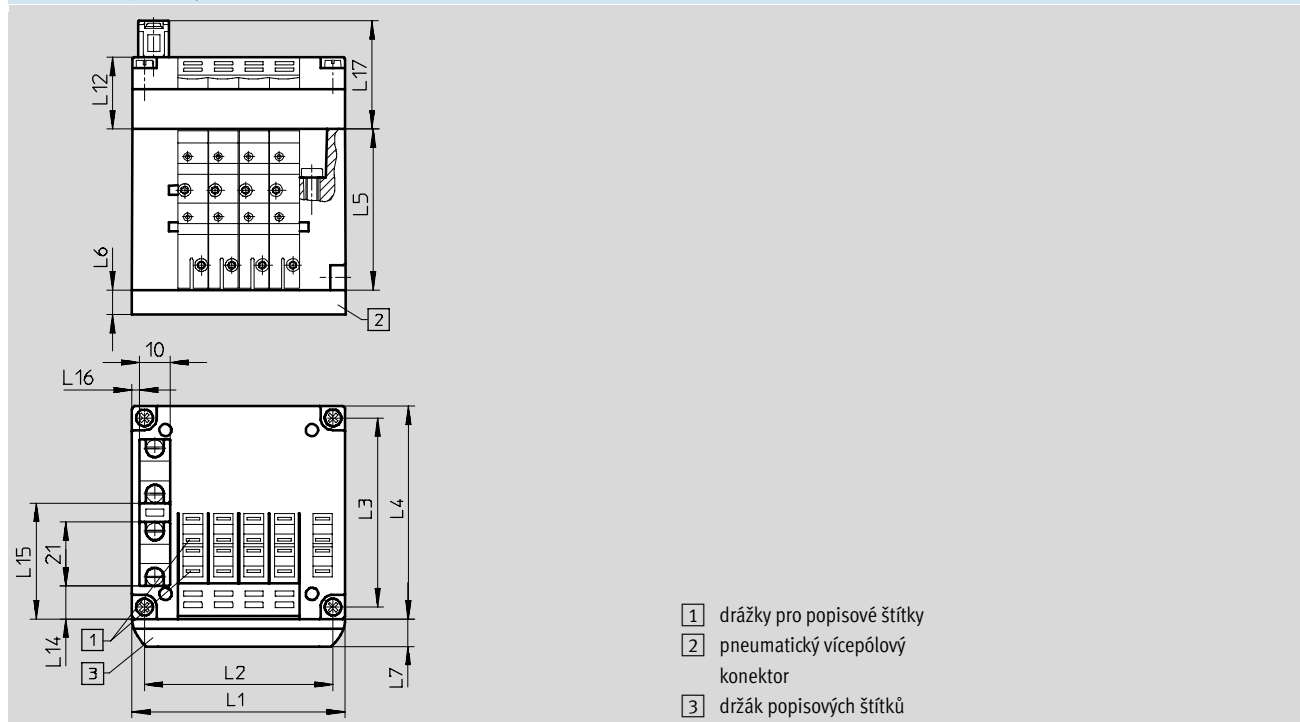 L12
L17
L5
L6
2
10
L16
L3
L4
L15
21
L14
1
3
L7
L2
L1
1 drážky pro popisové štítky
2 pneumatický vícepólový
konektor
3 držák popisových štítků